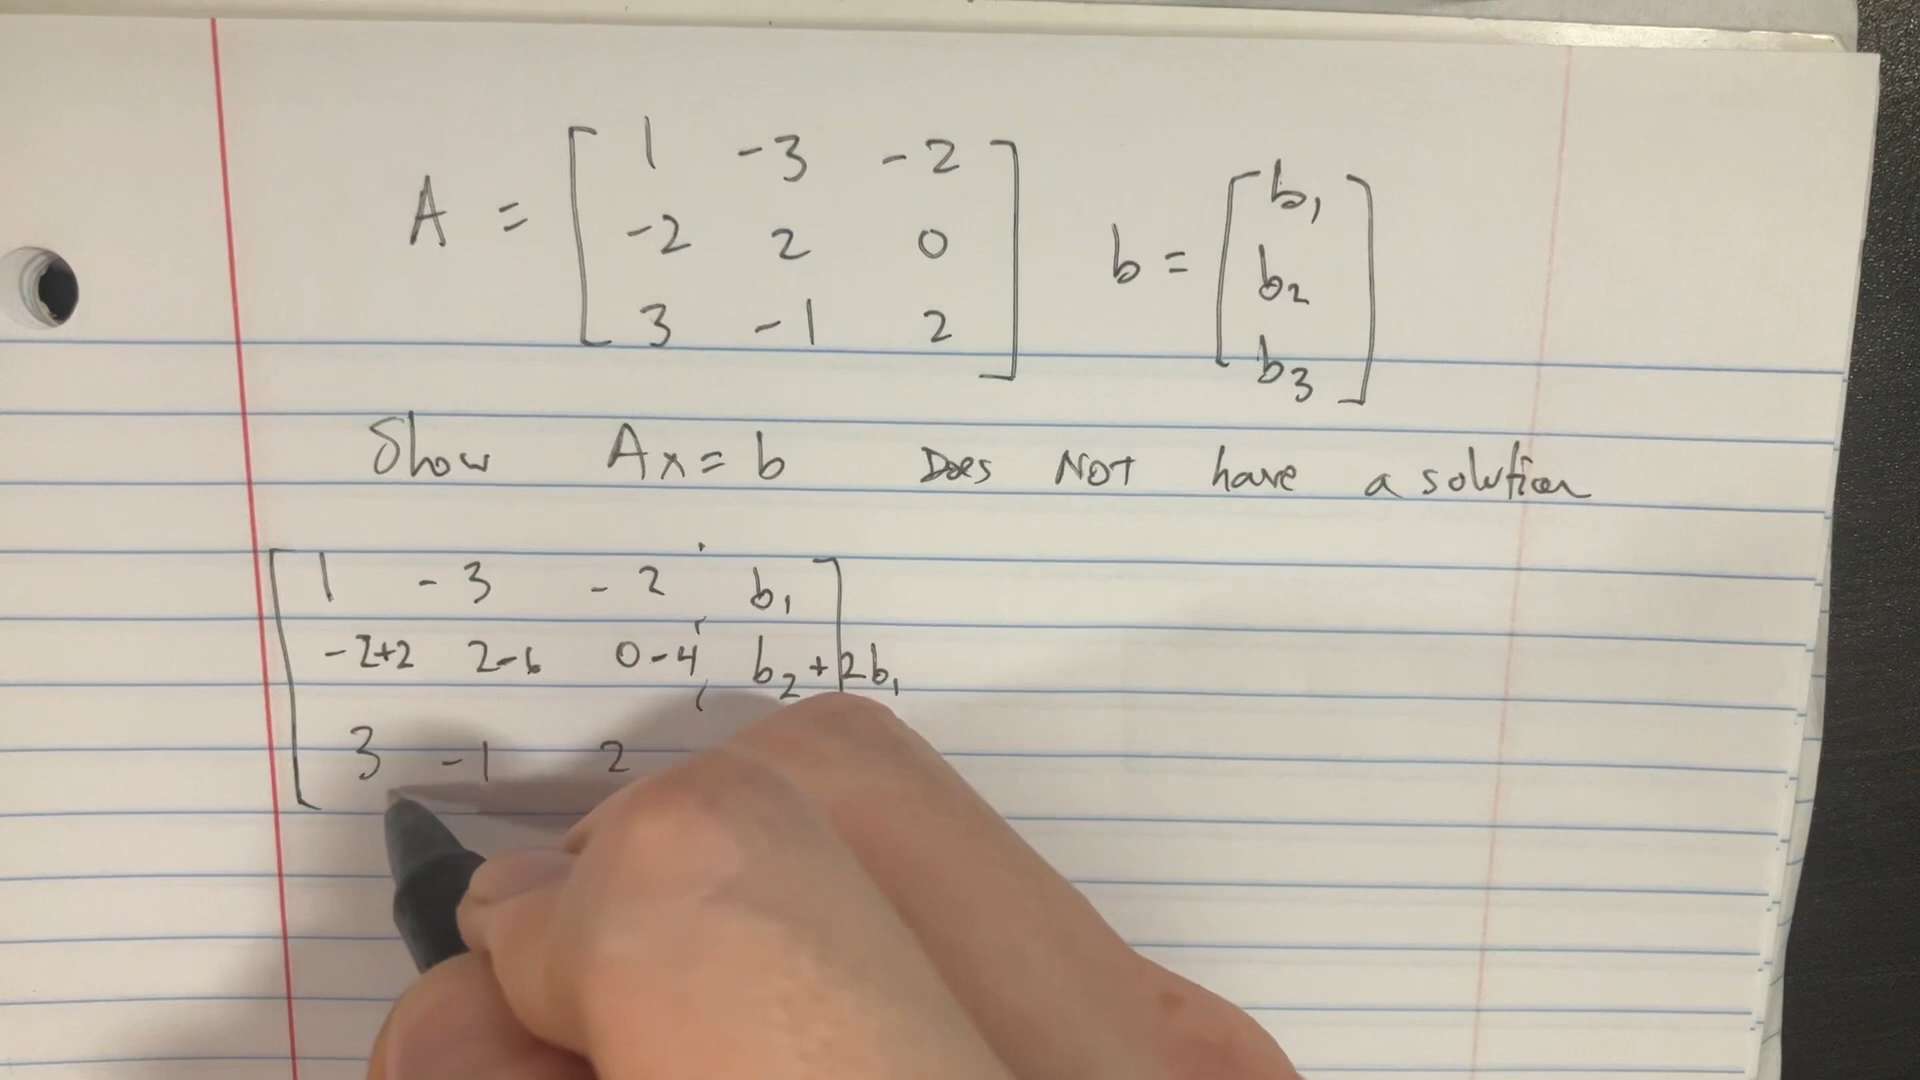 A = [ 1 -3 -2 b = [ b1
-2 2 0 b2
3 -1 2 ] b3 ]
Show Ax = b Does NOT have a solution
[ 1 -3 -2 b1 ]
-2+2 2-6 0-4 b2 + 2b1
3 -1 2